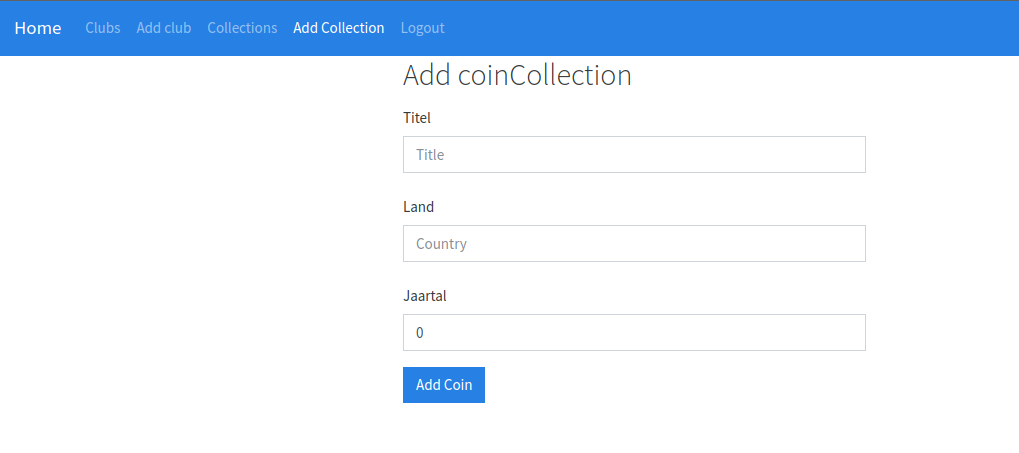 Home Clubs Add club Collections Add Collection Logout
Add coinCollection
Titel
Title
Land
Country
Jaartal
0
Add Coin